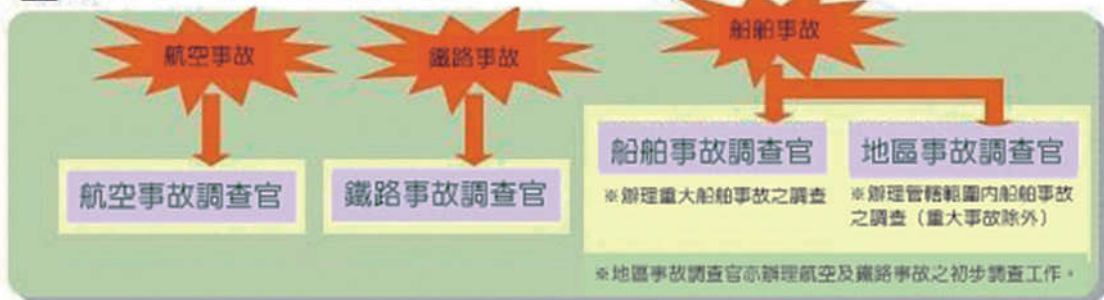 航空事故
鐵路事故
船舶事故
航空事故調查官
鐵路事故調查官
船舶事故調查官
※辦理重大船舶事故之調查
地區事故調查官
※辦理管轄範圍內船舶事故
之調查（重大事故除外）
※地區事故調查官亦辦理航空及鐵路事故之初步調查工作。